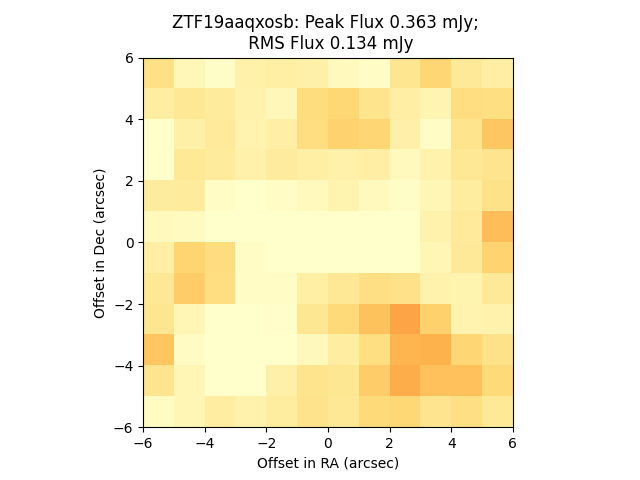 ZTF19aaqxosb: Peak Flux 0.363 mJy;
RMS Flux 0.134 mJy
6
4
2
0
−2
−4
−6
Offset in Dec (arcsec)
−6 −4 −2 0 2 4 6
Offset in RA (arcsec)